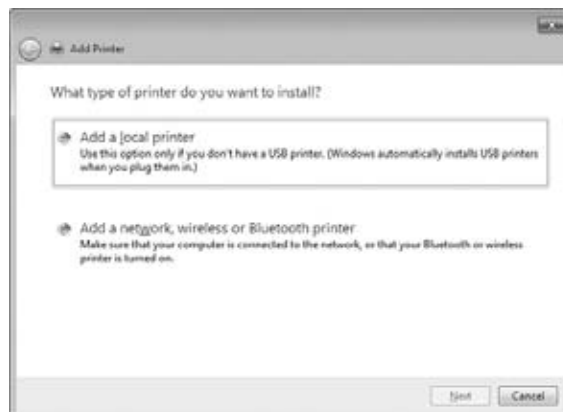 Add Printer
What type of printer do you want to install?
Add a local printer
Use this option only if you don't have a USB printer. (Windows automatically installs USB printers
when you plug them in.)
Add a network, wireless or Bluetooth printer
Make sure that your computer is connected to the network, or that your Bluetooth or wireless
printer is turned on.
Next
Cancel